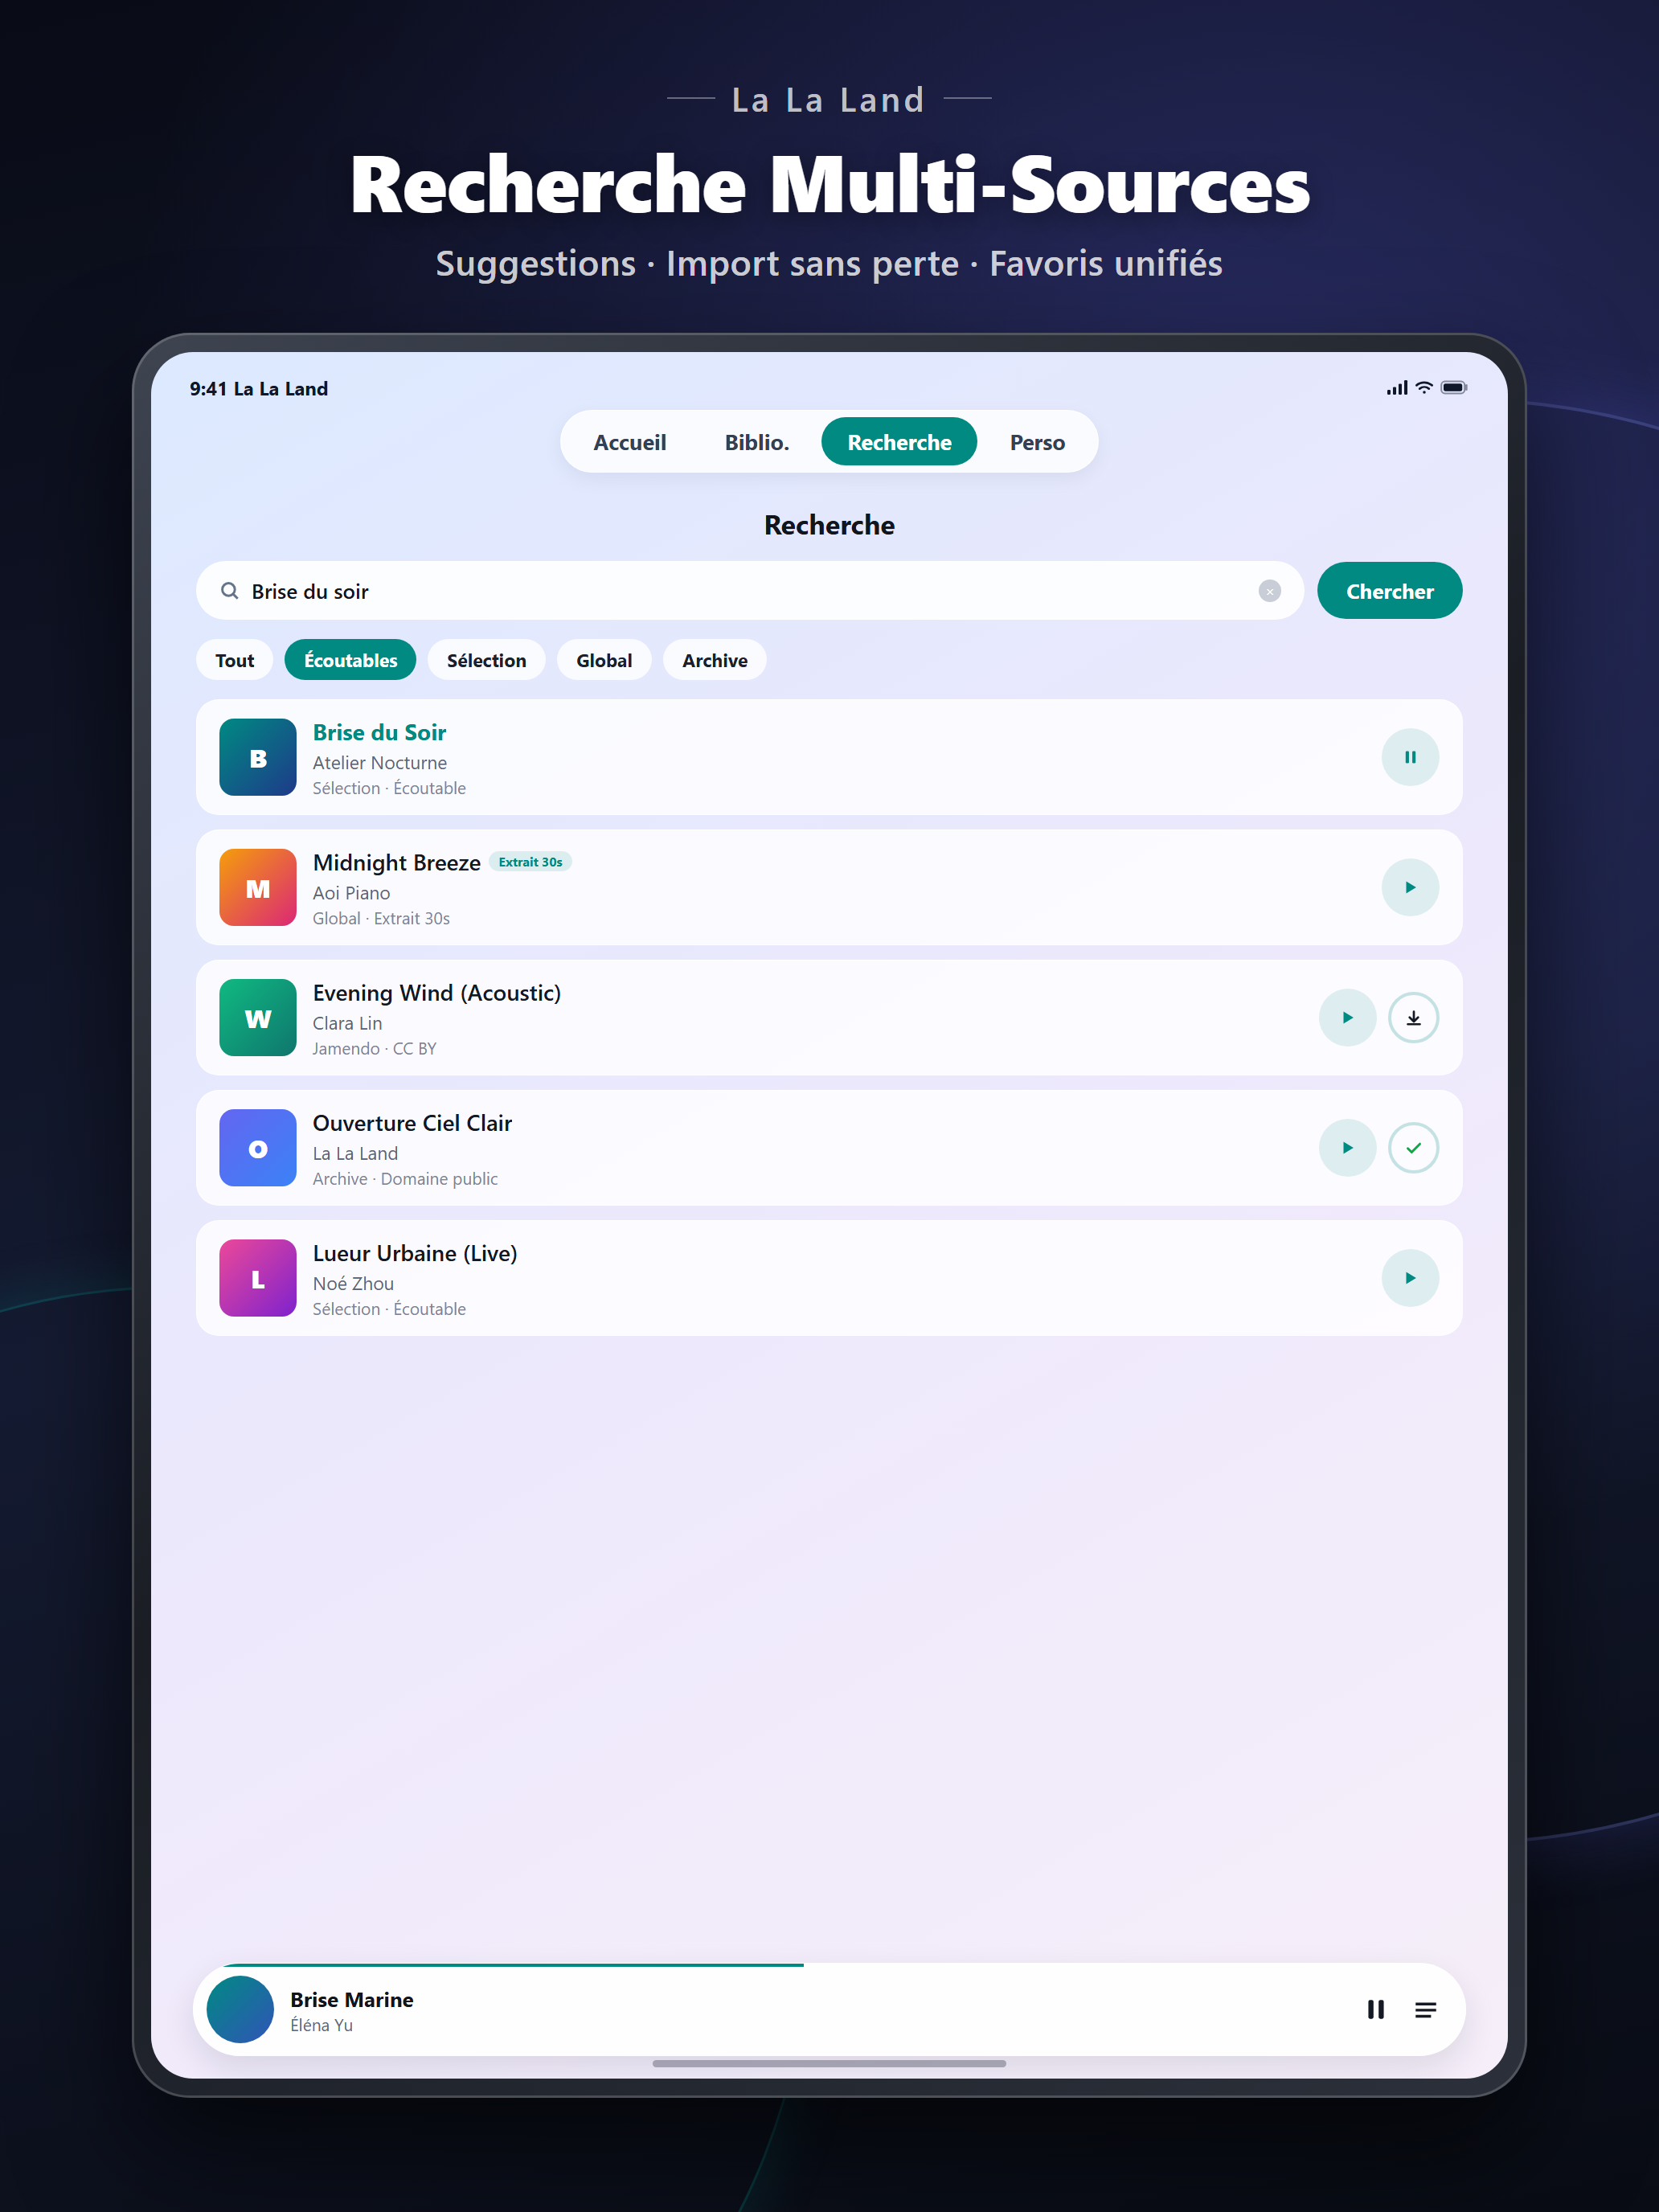 La La Land
Recherche Multi-Sources
Suggestions · Import sans perte · Favoris unifiés
9:41 La La Land
Accueil Biblio. Recherche Perso
Recherche
Brise du soir
Chercher
Tout Écoutables Sélection Global Archive
B
Brise du Soir
Atelier Nocturne
Sélection · Écoutable
M
Midnight Breeze Extrait 30s
Aoi Piano
Global · Extrait 30s
W
Evening Wind (Acoustic)
Clara Lin
Jamendo · CC BY
O
Ouverture Ciel Clair
La La Land
Archive · Domaine public
L
Lueur Urbaine (Live)
Noé Zhou
Sélection · Écoutable
Brise Marine
Éléna Yu